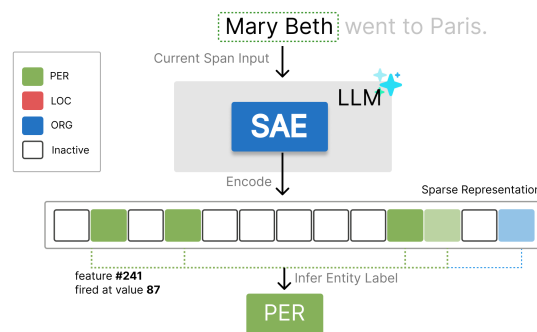 Mary Beth went to Paris.
Current Span Input
PER
LOC
ORG
Inactive
LLM
SAE
Encode
Sparse Representation
feature #241
fired at value 87
Infer Entity Label
PER